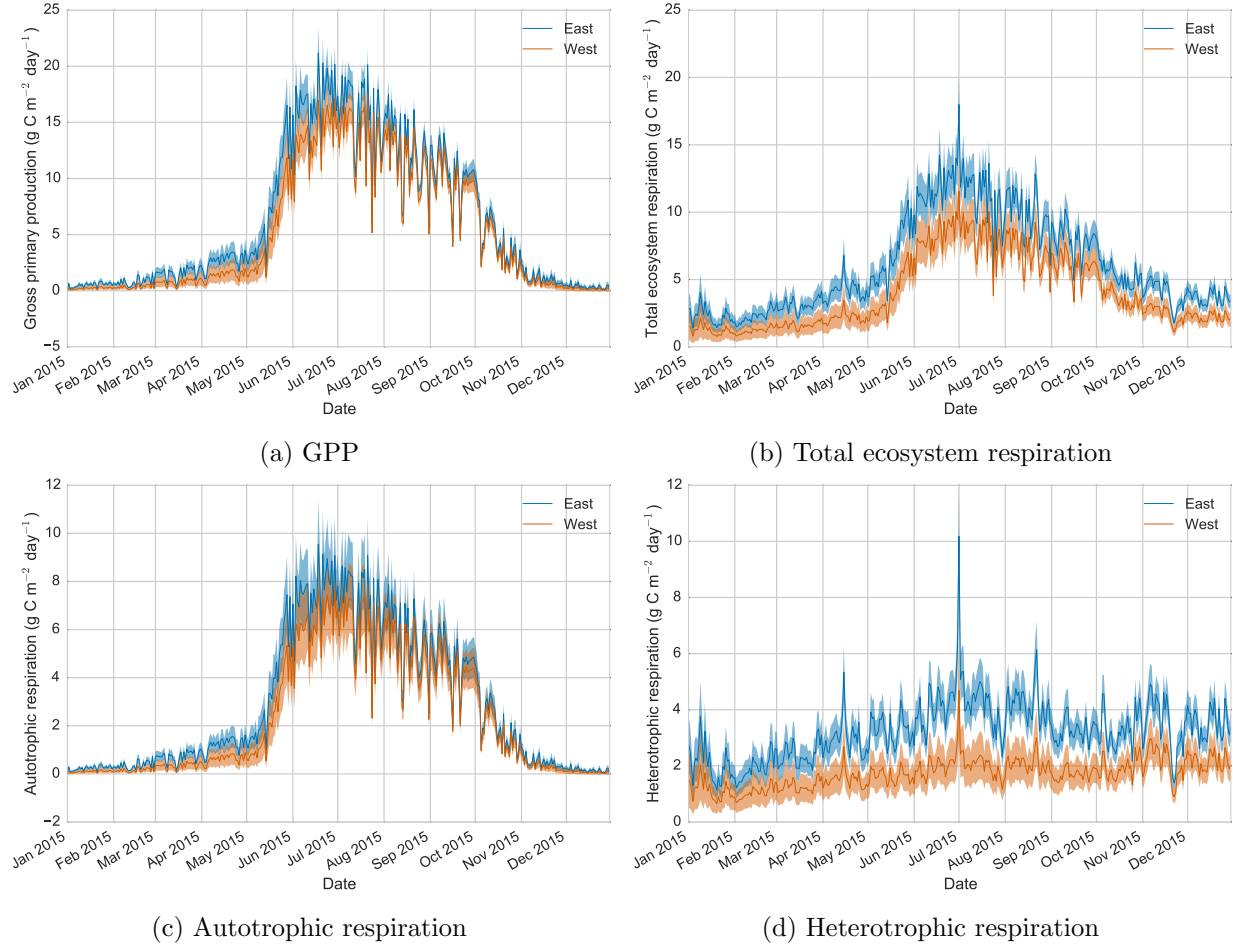 25
20
15
10
5
0
−5
Gross primary production (g C m⁻² day⁻¹)
East
West
Jan 2015
Feb 2015
Mar 2015
Apr 2015
May 2015
Jun 2015
Jul 2015
Aug 2015
Sep 2015
Oct 2015
Nov 2015
Dec 2015
Date
(a) GPP
25
20
15
10
5
0
Total ecosystem respiration (g C m⁻² day⁻¹)
East
West
Jan 2015
Feb 2015
Mar 2015
Apr 2015
May 2015
Jun 2015
Jul 2015
Aug 2015
Sep 2015
Oct 2015
Nov 2015
Dec 2015
Date
(b) Total ecosystem respiration
12
10
8
6
4
2
0
−2
Autotrophic respiration (g C m⁻² day⁻¹)
East
West
Jan 2015
Feb 2015
Mar 2015
Apr 2015
May 2015
Jun 2015
Jul 2015
Aug 2015
Sep 2015
Oct 2015
Nov 2015
Dec 2015
Date
(c) Autotrophic respiration
12
10
8
6
4
2
0
Heterotrophic respiration (g C m⁻² day⁻¹)
East
West
Jan 2015
Feb 2015
Mar 2015
Apr 2015
May 2015
Jun 2015
Jul 2015
Aug 2015
Sep 2015
Oct 2015
Nov 2015
Dec 2015
Date
(d) Heterotrophic respiration